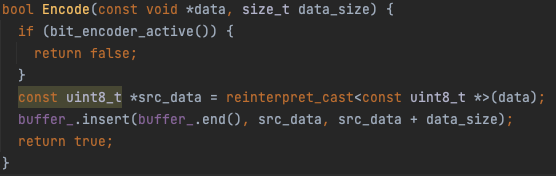 bool Encode(const void *data, size_t data_size) {
  if (bit_encoder_active()) {
    return false;
  }
  const uint8_t *src_data = reinterpret_cast<const uint8_t *>(data);
  buffer_.insert(buffer_.end(), src_data, src_data + data_size);
  return true;
}